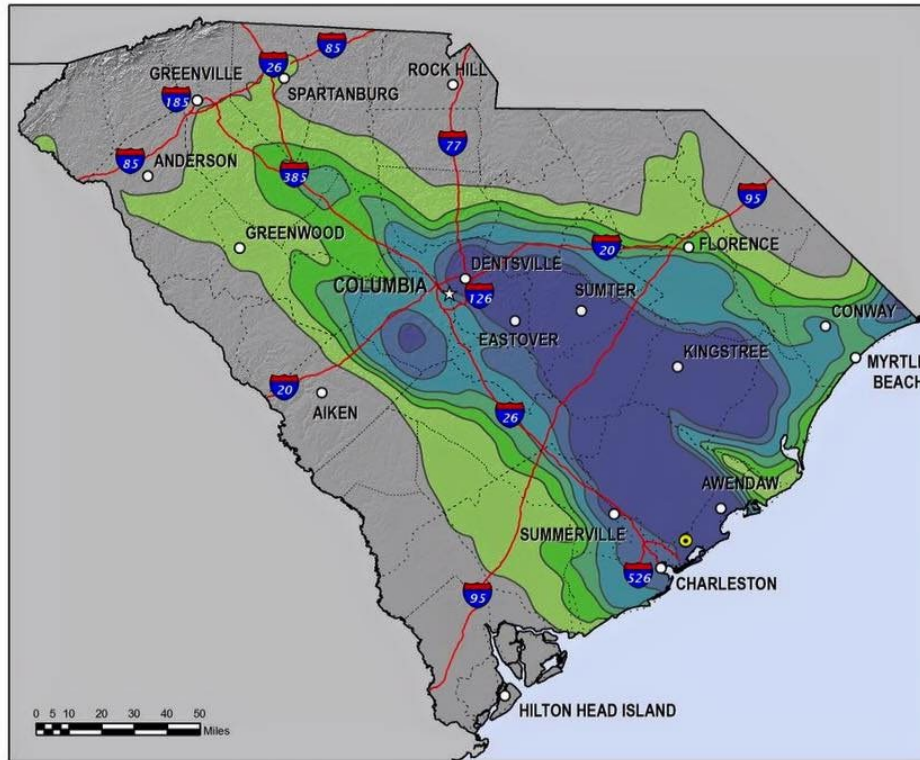 85
26
GREENVILLE
ROCK HILL
SPARTANBURG
185
77
85
ANDERSON
385
95
GREENWOOD
20
FLORENCE
DENTSVILLE
COLUMBIA
126
SUMTER
CONWAY
EASTOVER
KINGSTREE
MYRTL
BEACH
20
AIKEN
26
AWENDAW
SUMMERVILLE
526
CHARLESTON
95
HILTON HEAD ISLAND
0 5 10 20 30 40 50
Miles